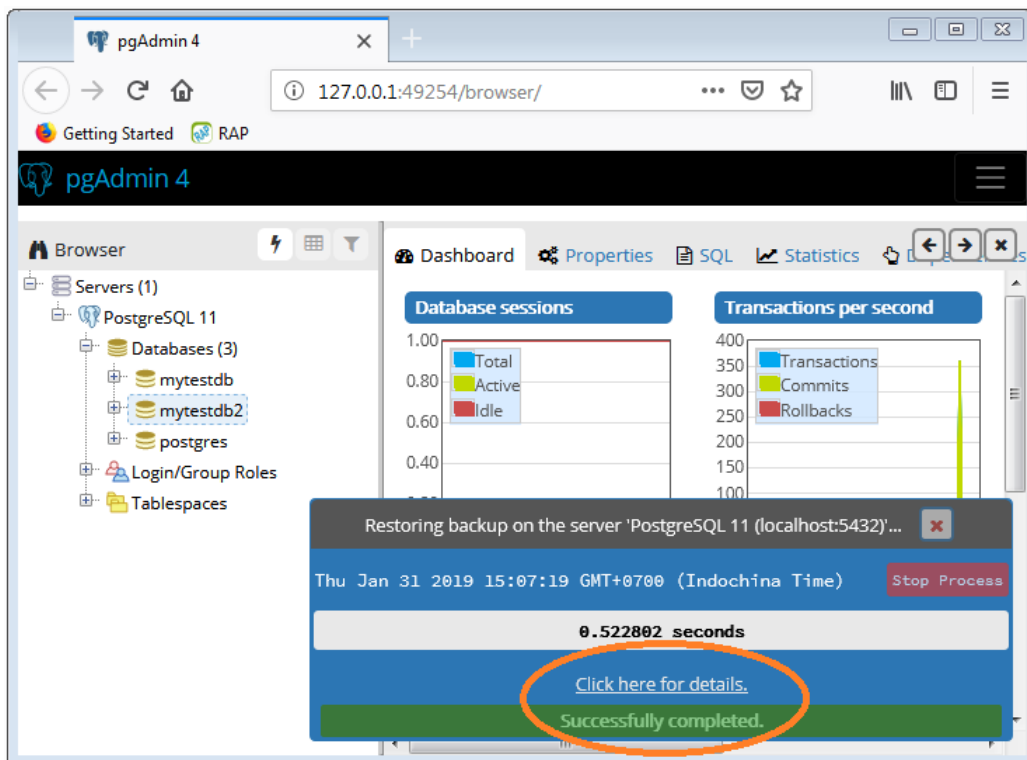 pgAdmin 4
127.0.0.1:49254/browser/
Getting Started RAP
pgAdmin 4
Browser
Dashboard Properties SQL Statistics
Servers (1)
PostgreSQL 11
Databases (3)
mytestdb
mytestdb2
postgres
Login/Group Roles
Tablespaces
Database sessions
1.00
0.80
0.60
0.40
Total
Active
Idle
Transactions per second
400
350
300
250
200
150
100
Transactions
Commits
Rollbacks
Restoring backup on the server 'PostgreSQL 11 (localhost:5432)'...
Thu Jan 31 2019 15:07:19 GMT+0700 (Indochina Time) Stop Process
0.522802 seconds
Click here for details.
Successfully completed.